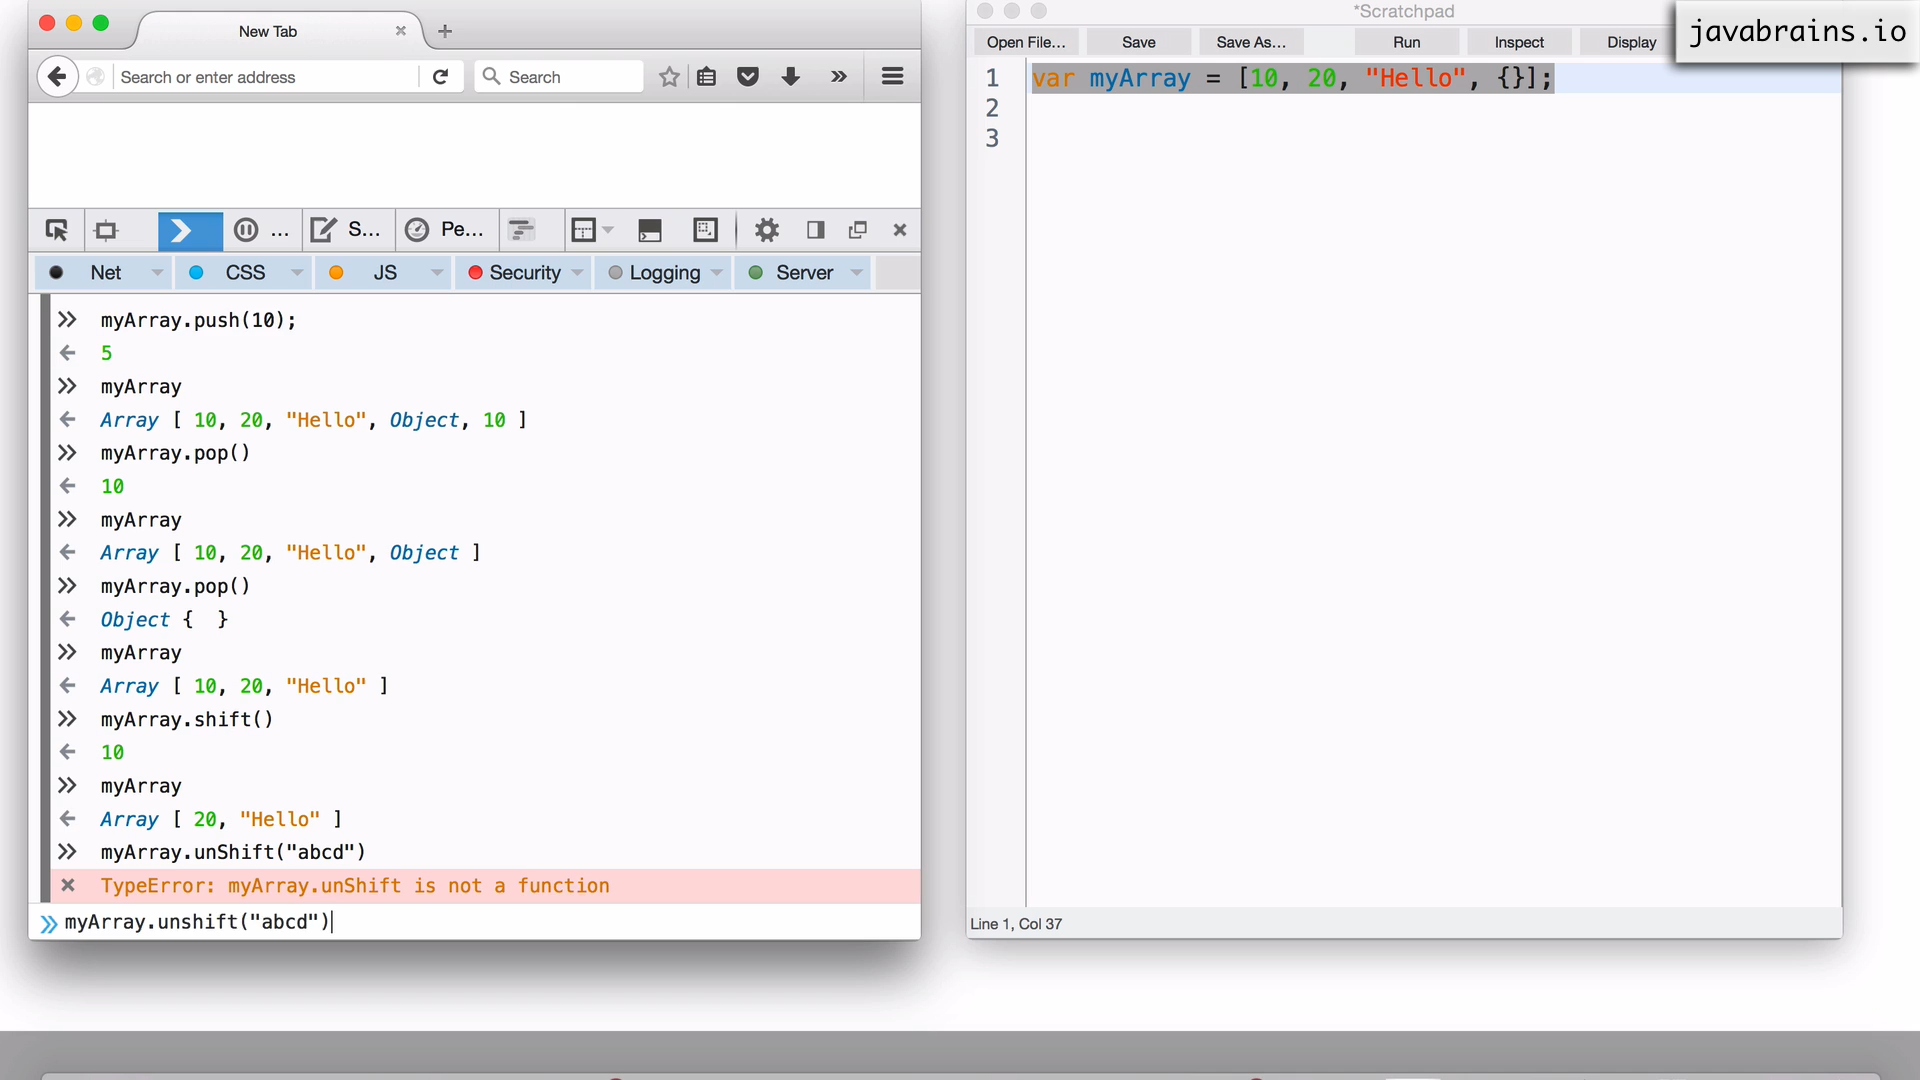 New Tab
Search or enter address
Search
... S... Pe...
Net CSS JS Security Logging Server
myArray.push(10);
5
myArray
Array [ 10, 20, "Hello", Object, 10 ]
myArray.pop()
10
myArray
Array [ 10, 20, "Hello", Object ]
myArray.pop()
Object { }
myArray
Array [ 10, 20, "Hello" ]
myArray.shift()
10
myArray
Array [ 20, "Hello" ]
myArray.unShift("abcd")
TypeError: myArray.unShift is not a function
myArray.unshift("abcd")
*Scratchpad
javabrains.io
Open File... Save Save As... Run Inspect Display
1 var myArray = [10, 20, "Hello", {}];
2
3
Line 1, Col 37